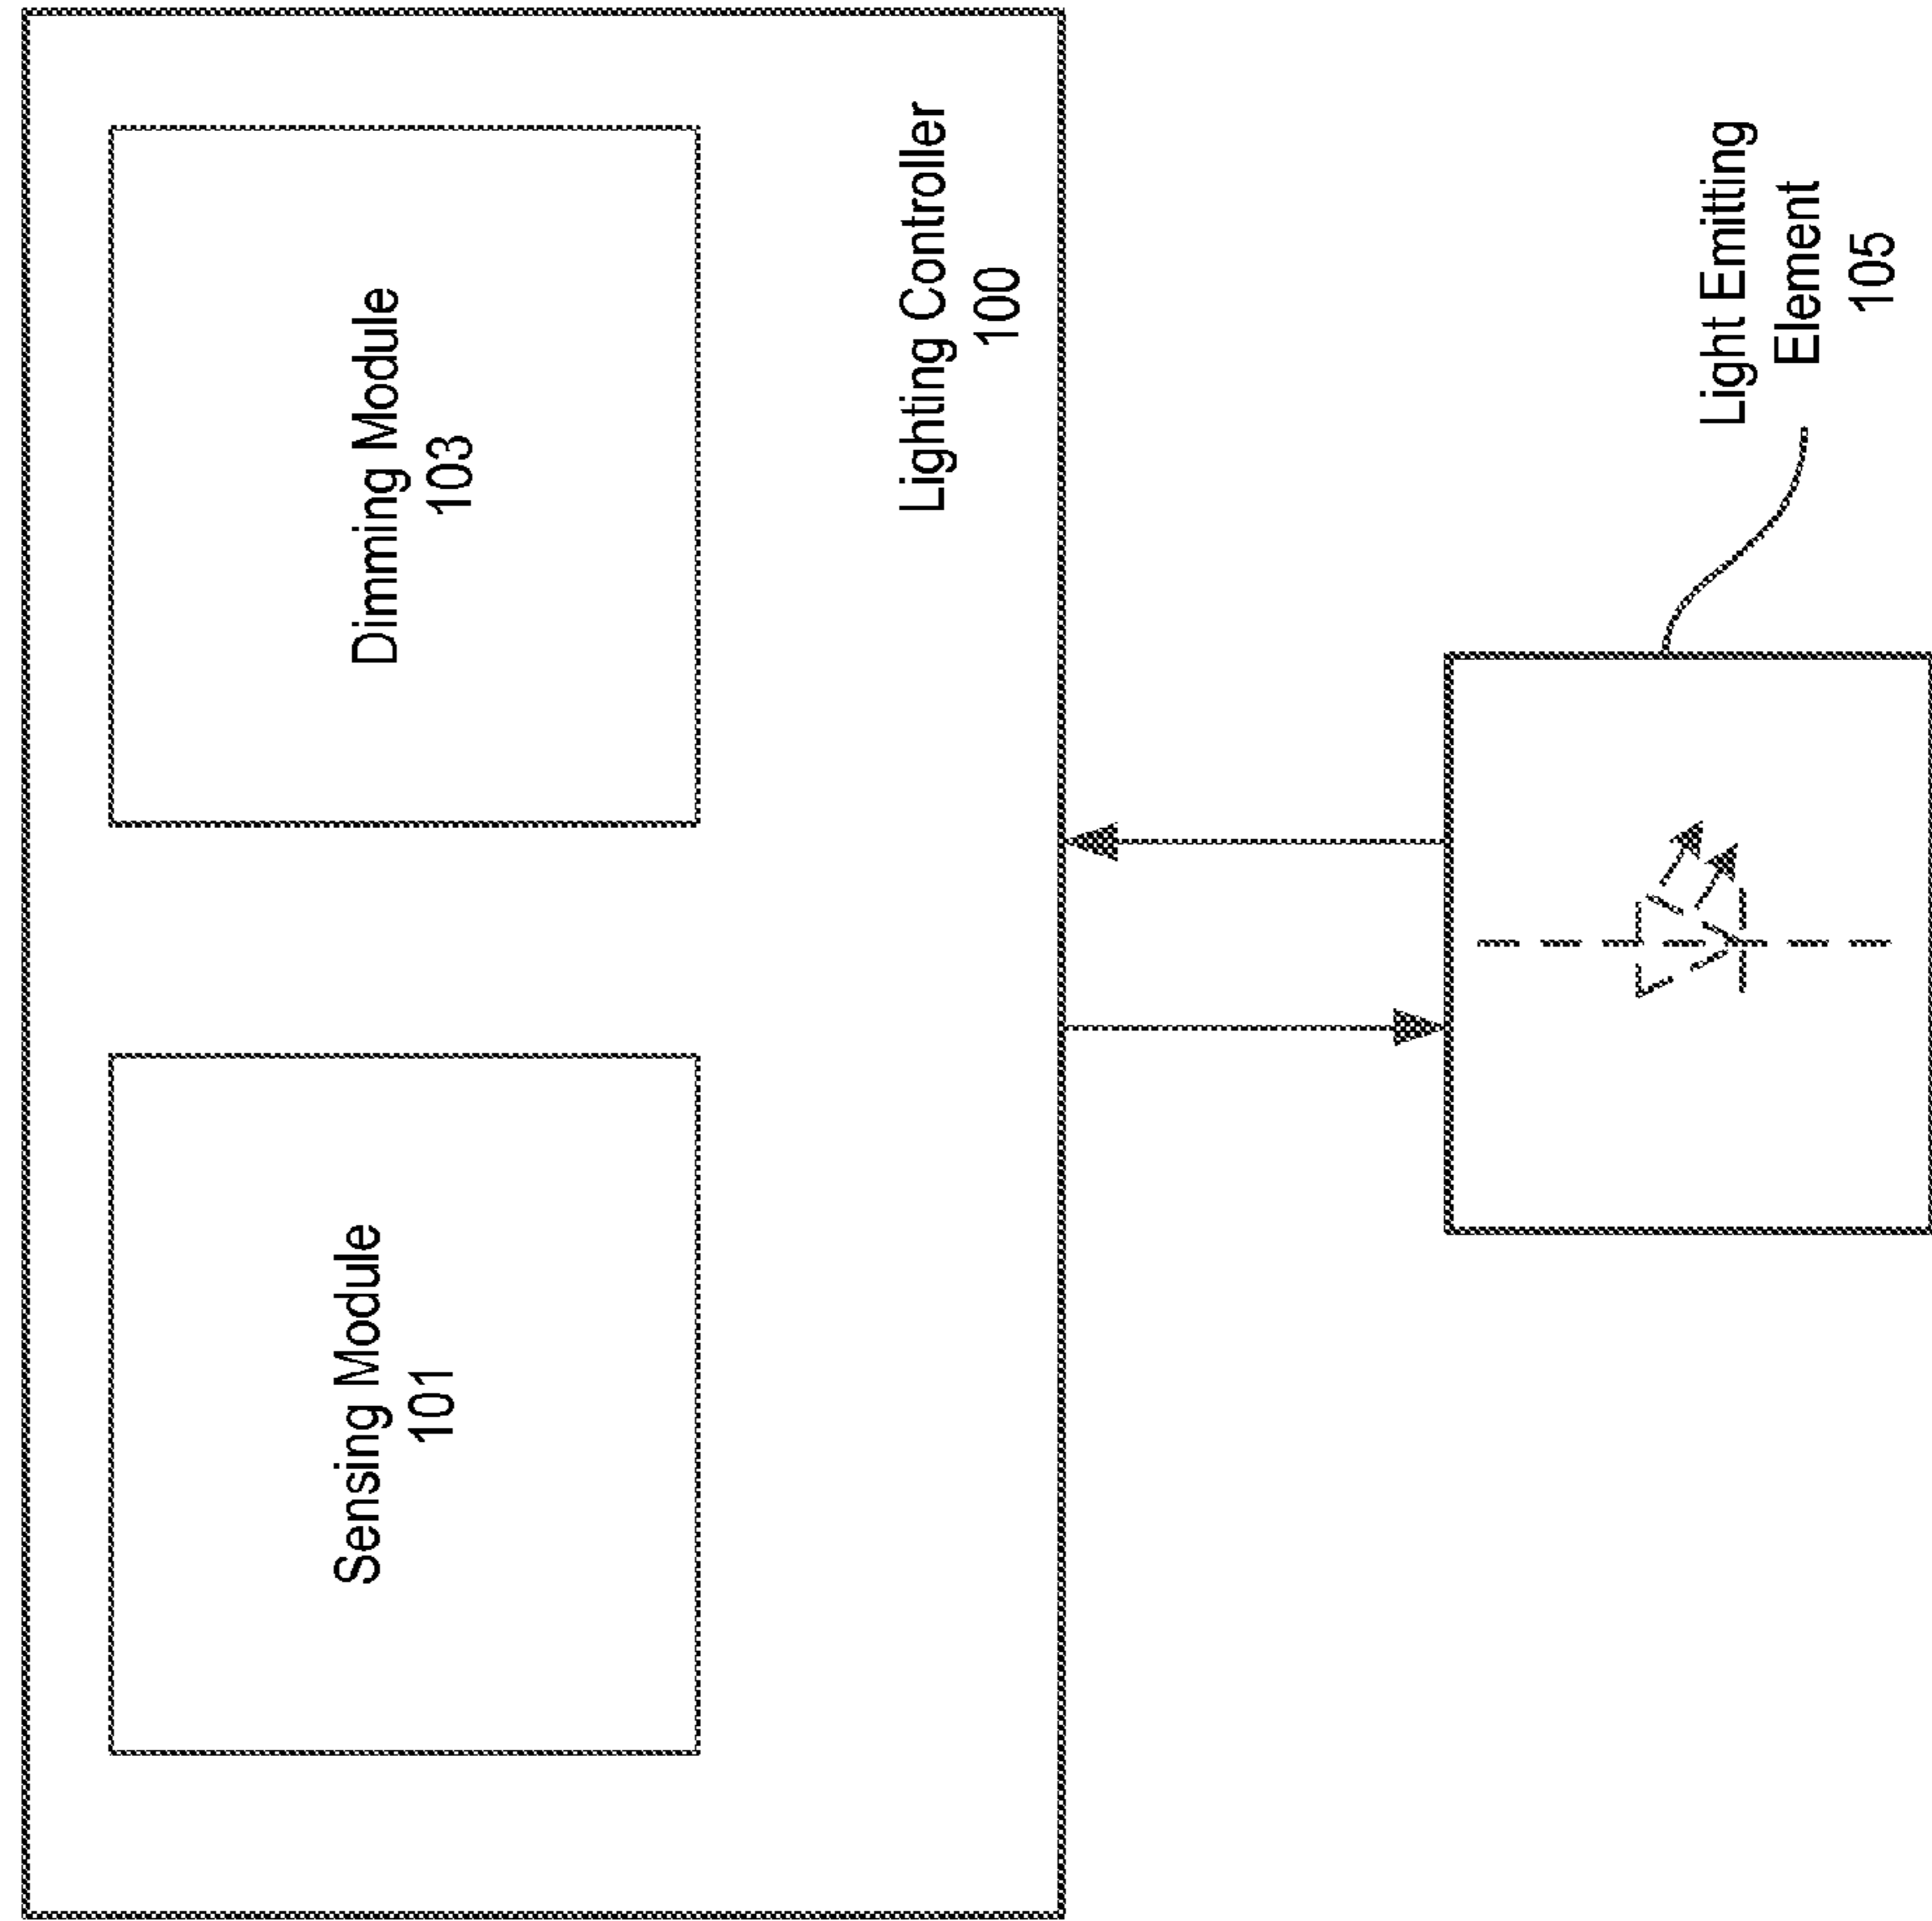 Sensing Module
101
Dimming Module
103
Lighting Controller
100
Light Emitting
Element
105